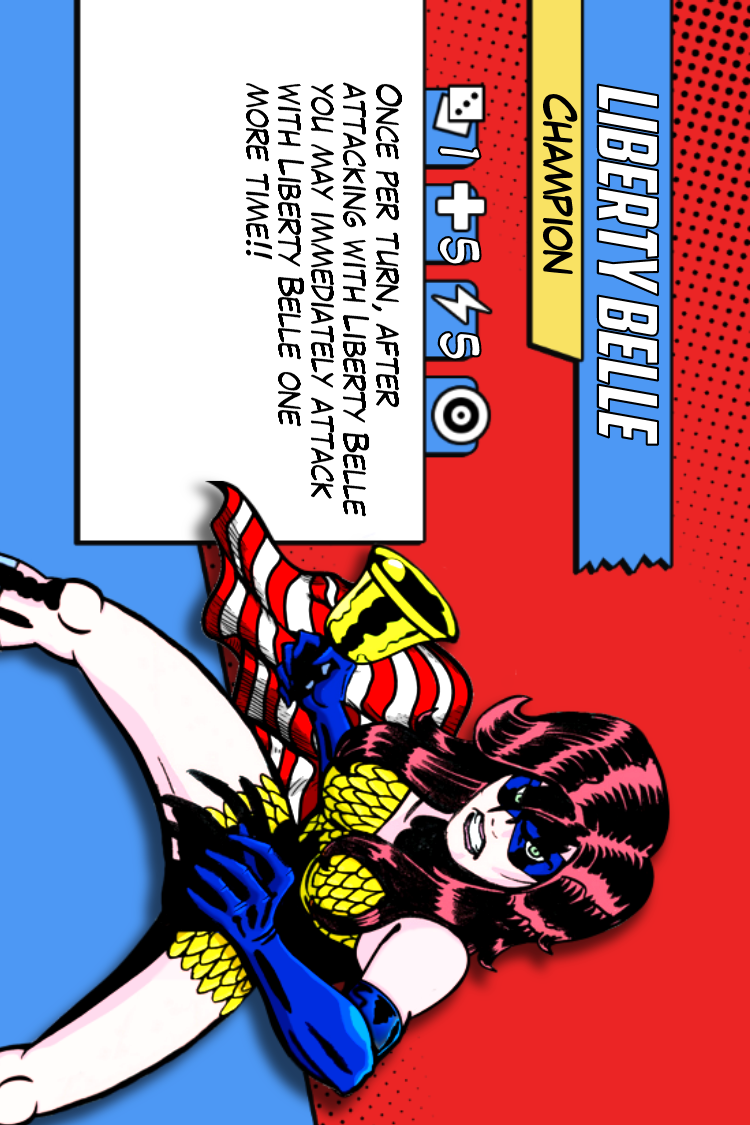 LIBERTY BELLE
CHAMPION
1 5 5
ONCE PER TURN, AFTER
ATTACKING WITH LIBERTY BELLE
YOU MAY IMMEDIATELY ATTACK
WITH LIBERTY BELLE ONE
MORE TIME!!